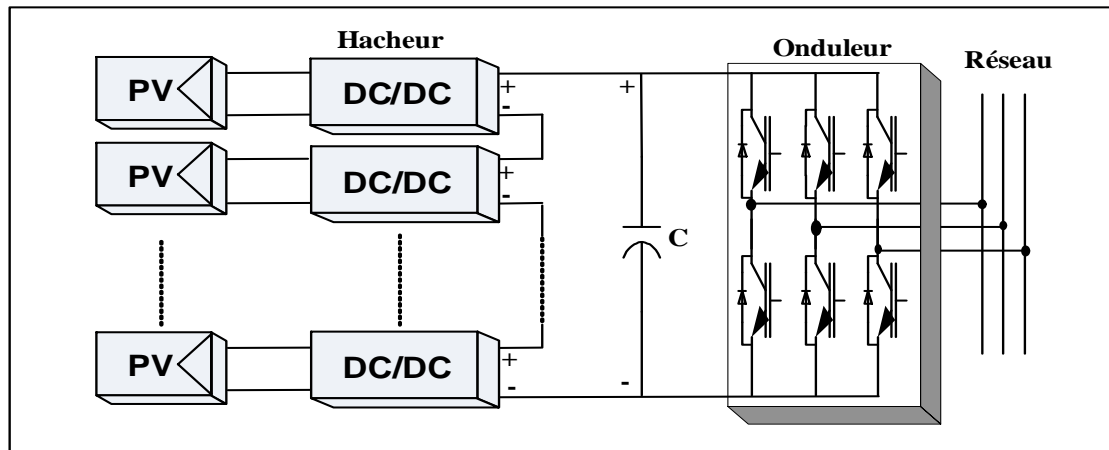 Hacheur
Onduleur
Réseau
PV
DC/DC
+
-
+
PV
DC/DC
+
-
C
PV
DC/DC
+
-
-